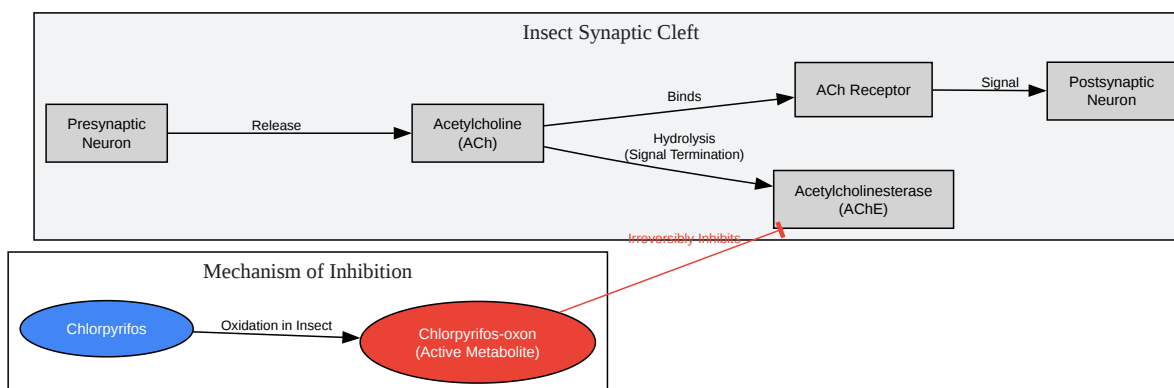 Insect Synaptic Cleft
Presynaptic
Neuron
Release
Acetylcholine
(ACh)
Binds
ACh Receptor
Signal
Postsynaptic
Neuron
Hydrolysis
(Signal Termination)
Acetylcholinesterase
(AChE)
Irreversibly Inhibits
Mechanism of Inhibition
Chlorpyrifos
Oxidation in Insect
Chlorpyrifos-oxon
(Active Metabolite)